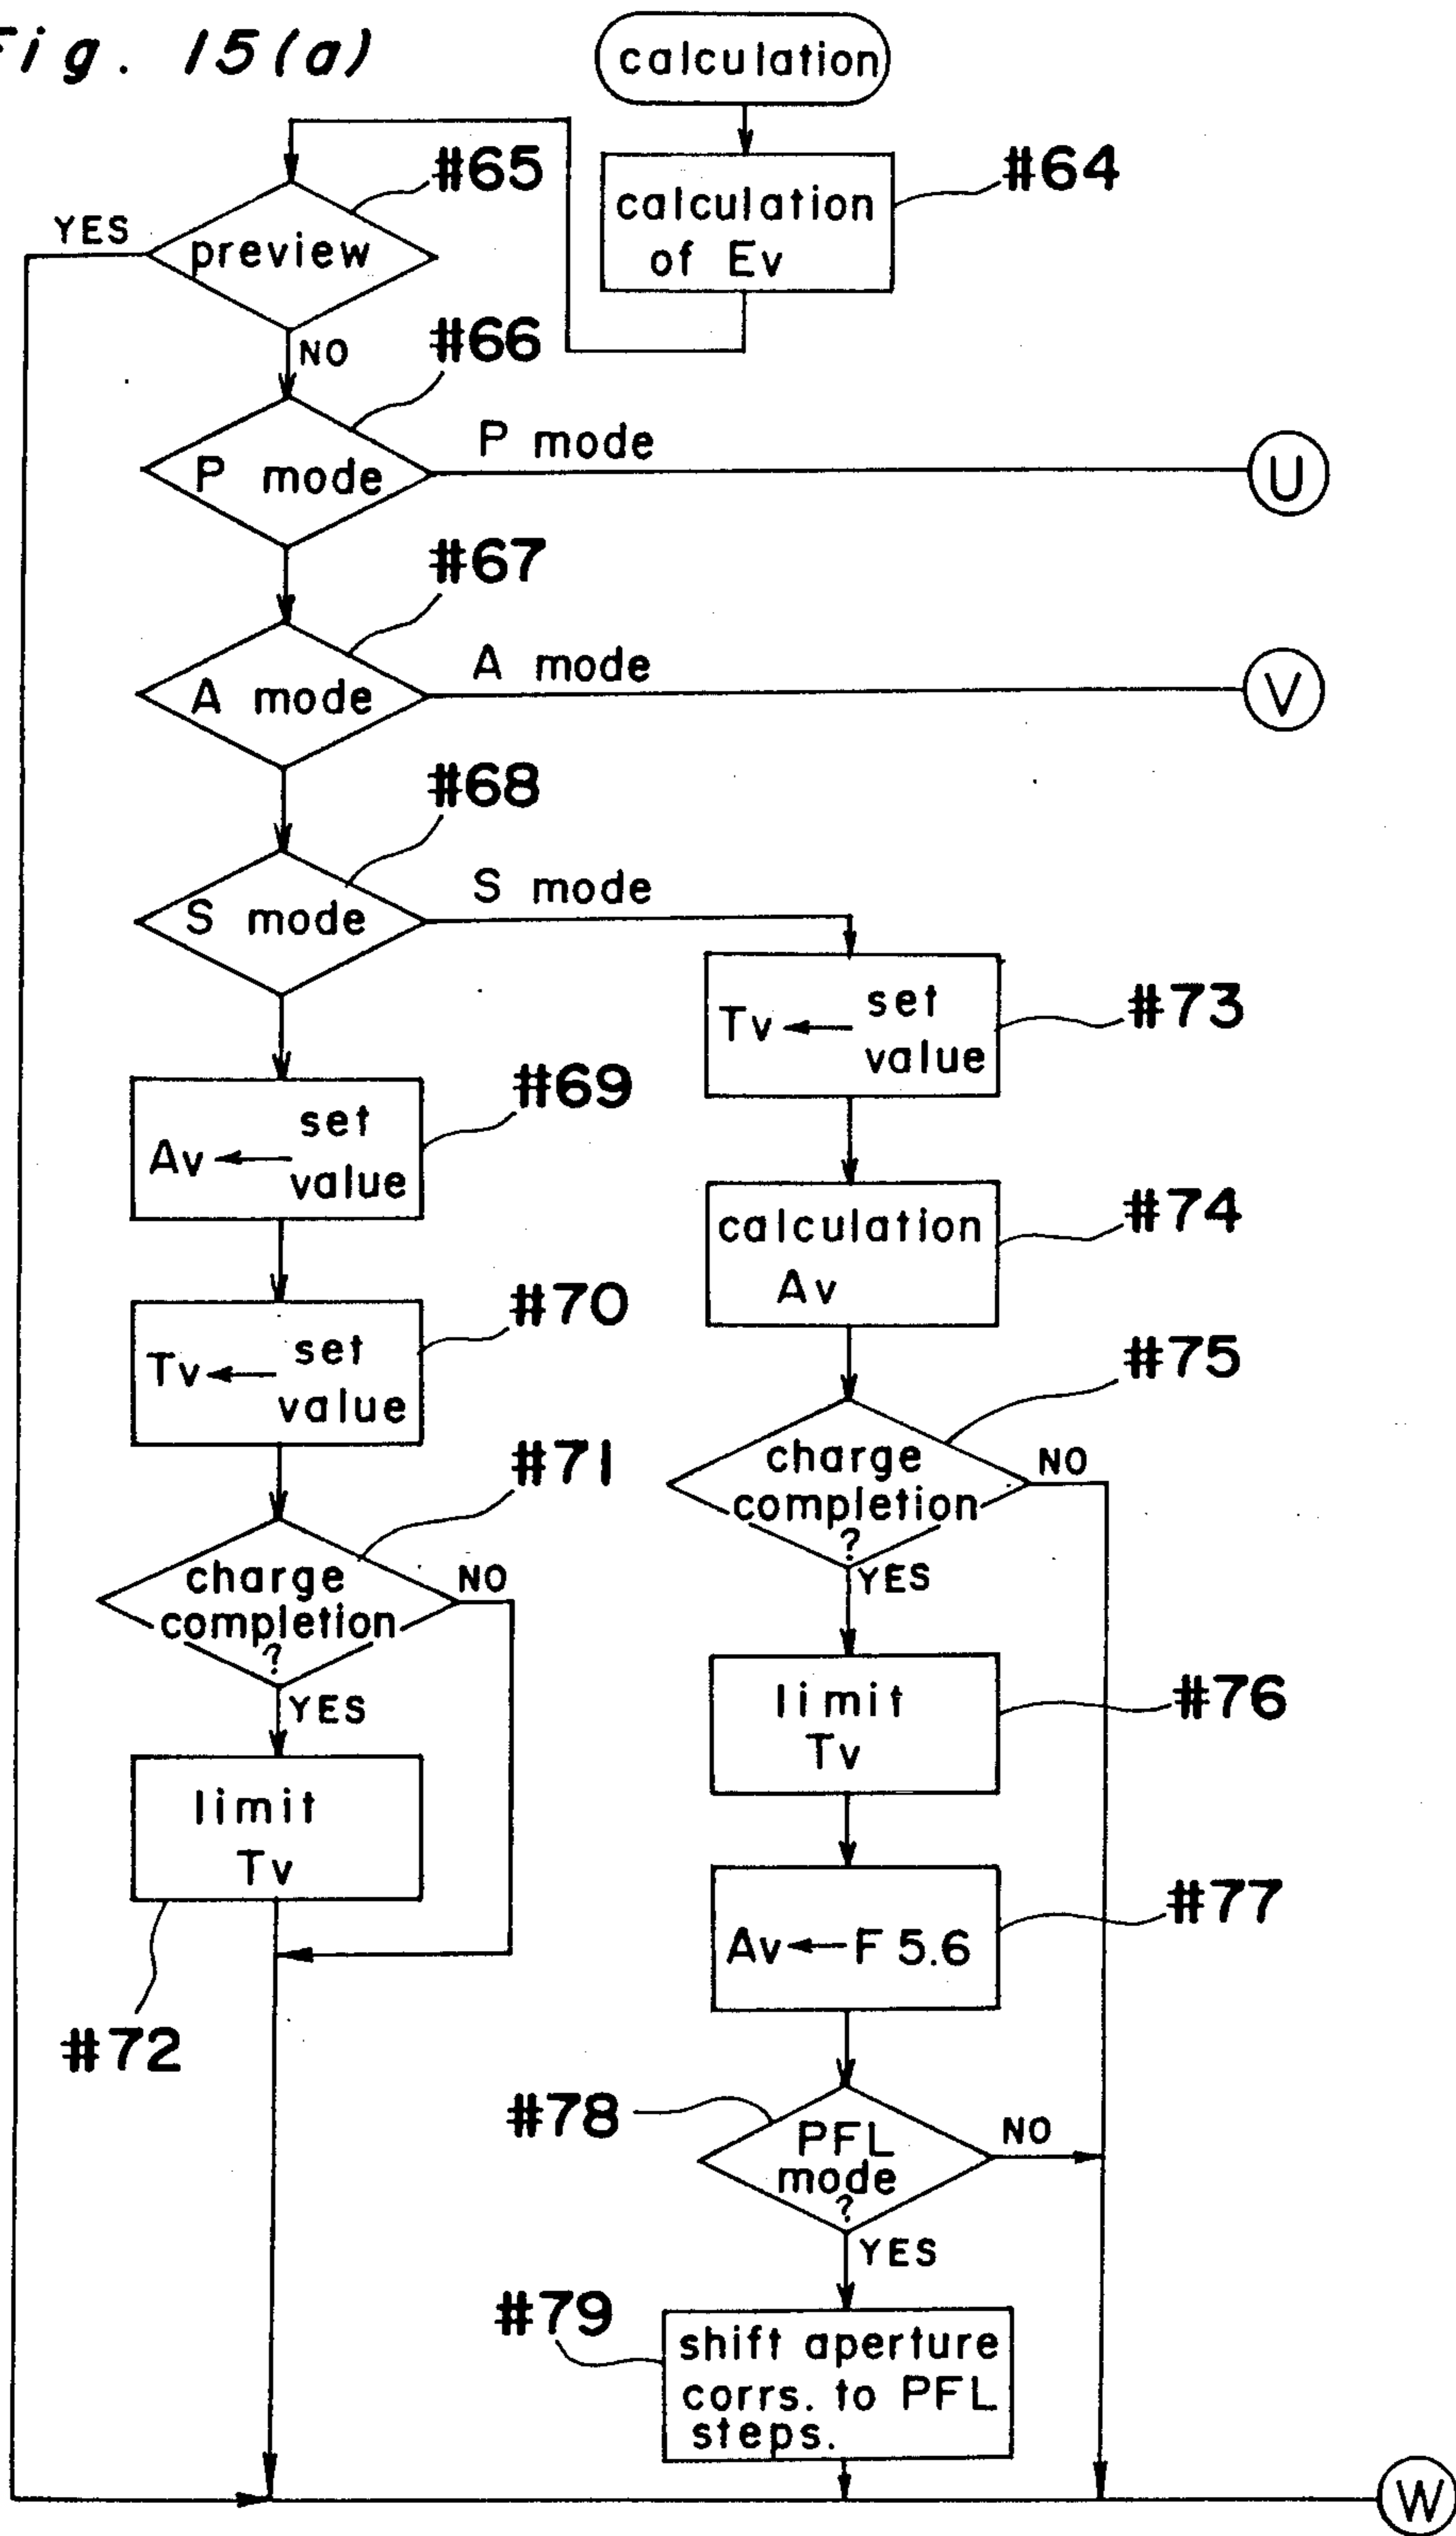 Fig. 15(a)
calculation
#64
calculation
of Ev
#65
preview
YES
NO
#66
P mode
P mode
U
#67
A mode
A mode
V
#68
S mode
S mode
#69
Av ← set
value
#70
Tv ← set
value
#71
charge
completion
?
NO
YES
limit
Tv
#72
#73
Tv ← set
value
#74
calculation
Av
#75
charge
completion
?
NO
YES
#76
limit
Tv
#77
Av ← F 5.6
#78
PFL
mode
?
NO
YES
#79
shift aperture
corrs. to PFL
steps.
W